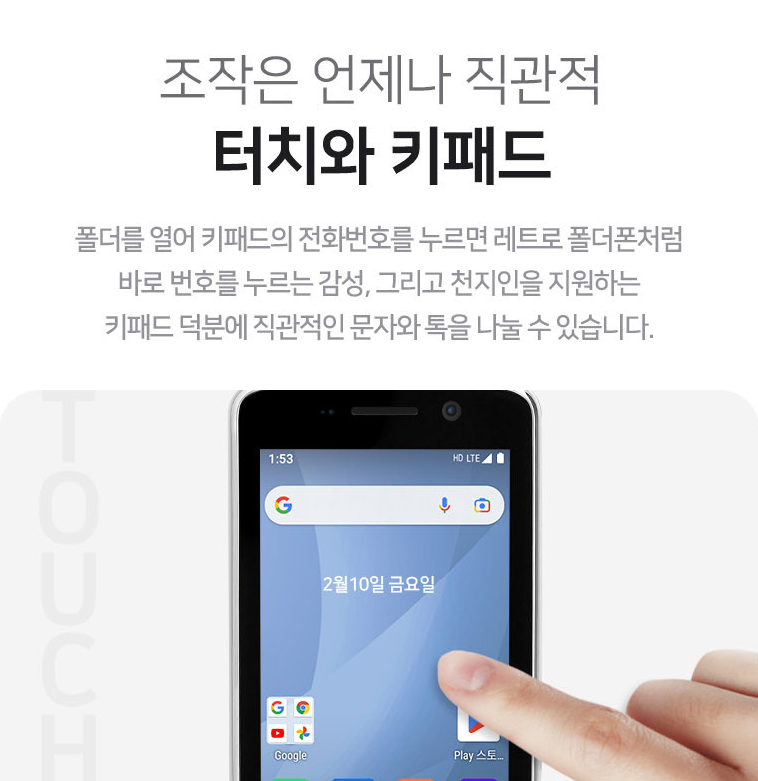 조작은 언제나 직관적
터치와 키패드
폴더를 열어 키패드의 전화번호를 누르면 레트로 폴더폰처럼
바로 번호를 누르는 감성, 그리고 천지인을 지원하는
키패드 덕분에 직관적인 문자와 톡을 나눌 수 있습니다.
TOUCH
1:53 HD LTE
2월10일 금요일
Google Play 스토...